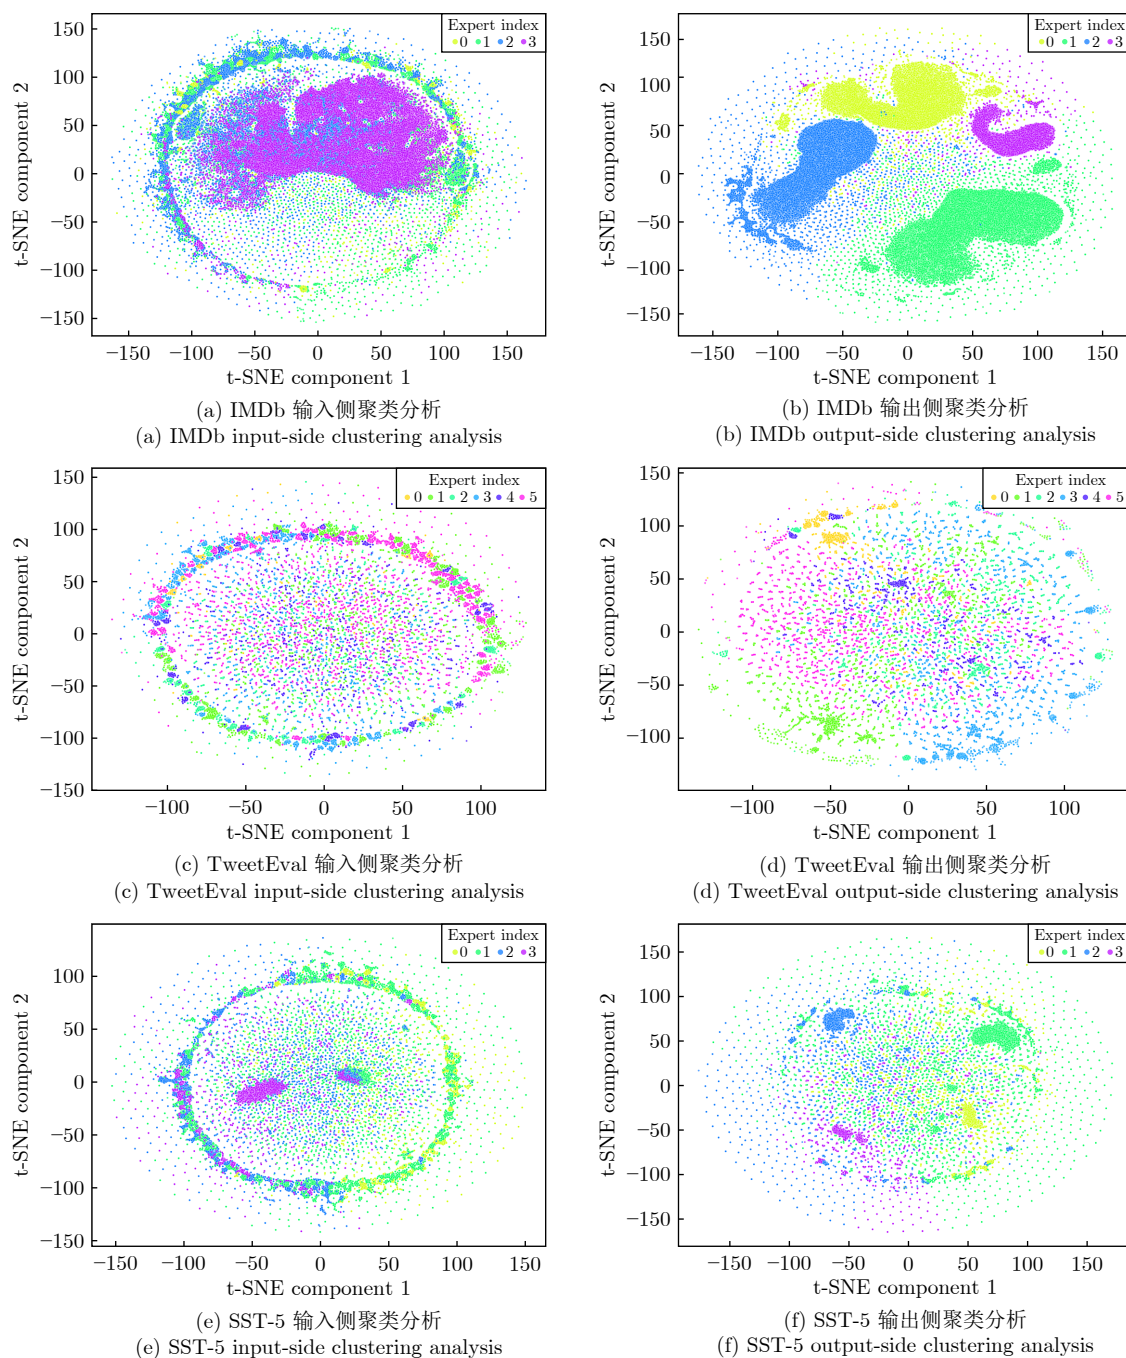 Expert index
0 1 2 3
150
100
50
0
−50
−100
−150
t-SNE component 2
−150 −100 −50 0 50 100 150
t-SNE component 1
(a) IMDb 输入侧聚类分析
(a) IMDb input-side clustering analysis
Expert index
0 1 2 3
150
100
50
0
−50
−100
−150
t-SNE component 2
−150 −100 −50 0 50 100 150
t-SNE component 1
(b) IMDb 输出侧聚类分析
(b) IMDb output-side clustering analysis
Expert index
0 1 2 3 4 5
150
100
50
0
−50
−100
−150
t-SNE component 2
−100 −50 0 50 100
t-SNE component 1
(c) TweetEval 输入侧聚类分析
(c) TweetEval input-side clustering analysis
Expert index
0 1 2 3 4 5
150
100
50
0
−50
−100
t-SNE component 2
−100 −50 0 50 100
t-SNE component 1
(d) TweetEval 输出侧聚类分析
(d) TweetEval output-side clustering analysis
Expert index
0 1 2 3
100
50
0
−50
−100
−150
t-SNE component 2
−150 −100 −50 0 50 100 150
t-SNE component 1
(e) SST-5 输入侧聚类分析
(e) SST-5 input-side clustering analysis
Expert index
0 1 2 3
150
100
50
0
−50
−100
−150
t-SNE component 2
−150 −100 −50 0 50 100 150
t-SNE component 1
(f) SST-5 输出侧聚类分析
(f) SST-5 output-side clustering analysis